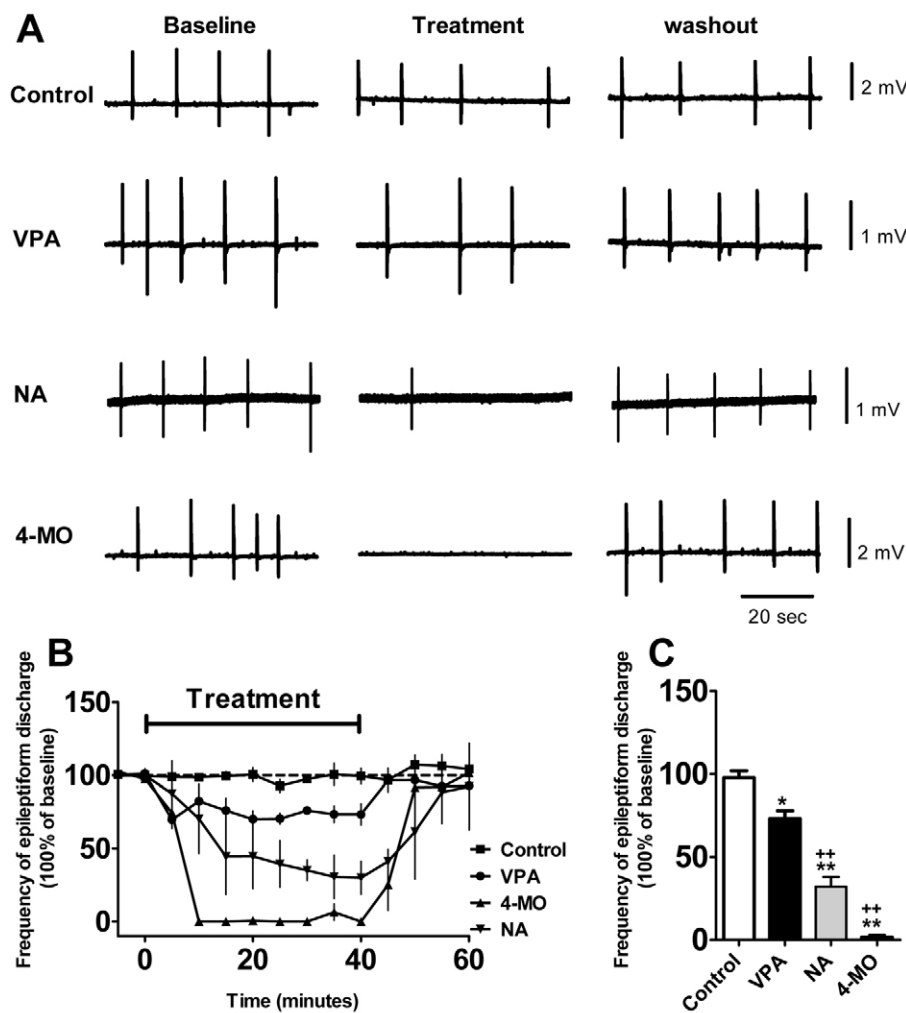 A
Baseline
Treatment
washout
Control
2 mV
VPA
1 mV
NA
1 mV
4-MO
2 mV
20 sec
B
Frequency of epileptiform discharge
(100% of baseline)
150
100
50
0
Treatment
Control
VPA
4-MO
NA
0
20
40
60
Time (minutes)
C
Frequency of epileptiform discharge
(100% of baseline)
150
100
50
0
*
++
**
++
**
Control
VPA
NA
4-MO